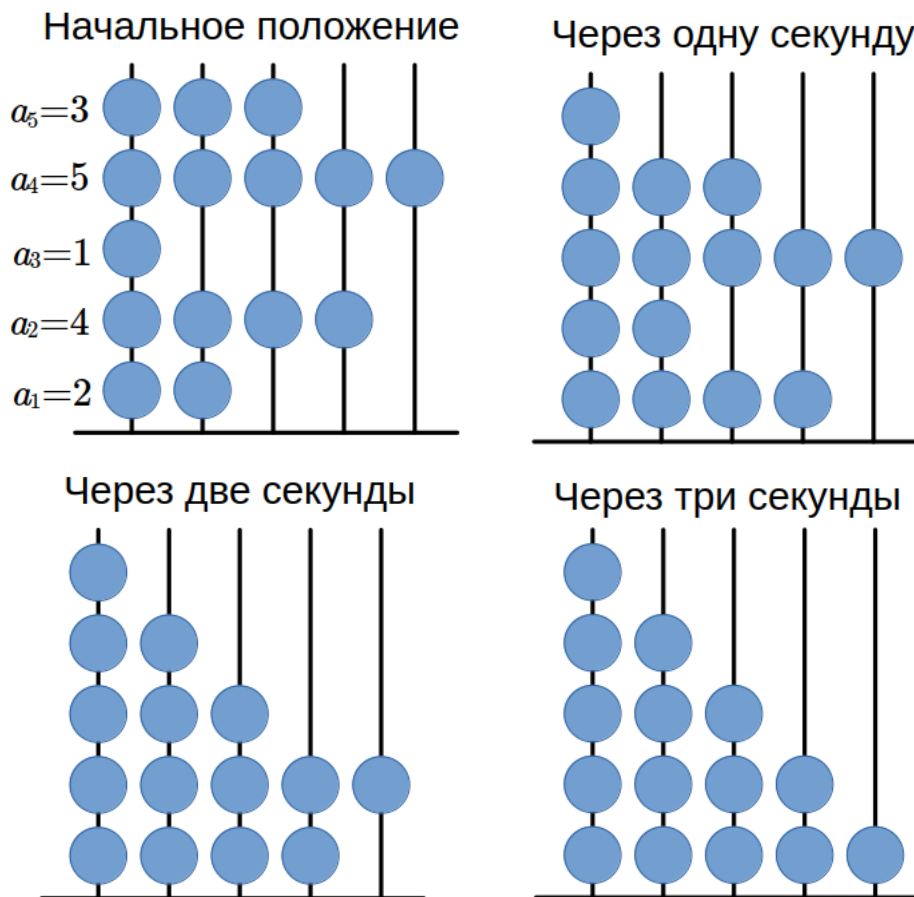 Начальное положение
a₅=3
a₄=5
a₃=1
a₂=4
a₁=2
Через одну секунду
Через две секунды
Через три секунды